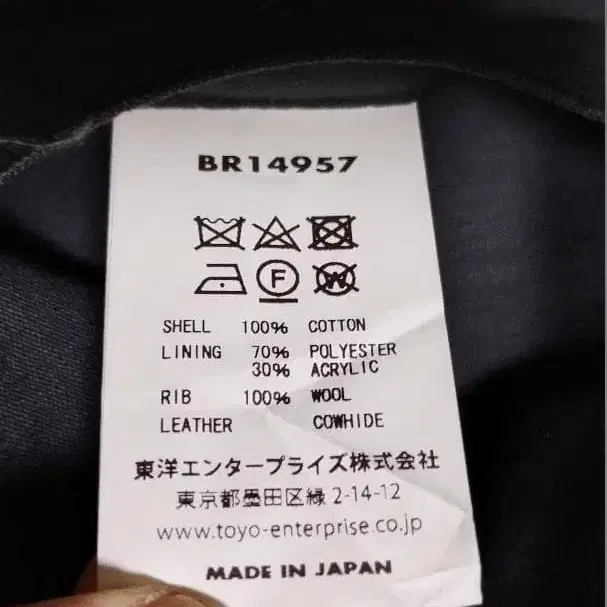 BR14957
F
W
SHELL 100% COTTON
LINING 70% POLYESTER
30% ACRYLIC
RIB 100% WOOL
LEATHER COWHIDE
東洋エンタープライズ株式会社
東京都墨田区緑 2-14-12
www.toyo-enterprise.co.jp
MADE IN JAPAN